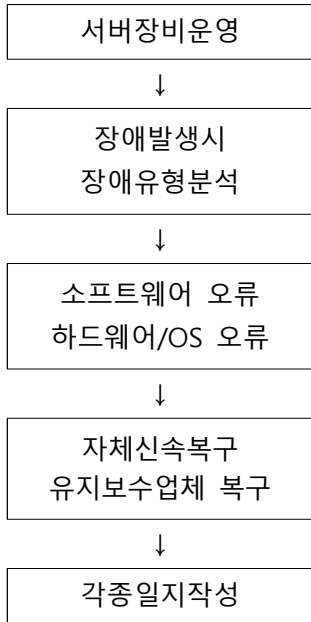 서버장비운영
↓
장애발생시
장애유형분석
↓
소프트웨어 오류
하드웨어/OS 오류
↓
자체신속복구
유지보수업체 복구
↓
각종일지작성